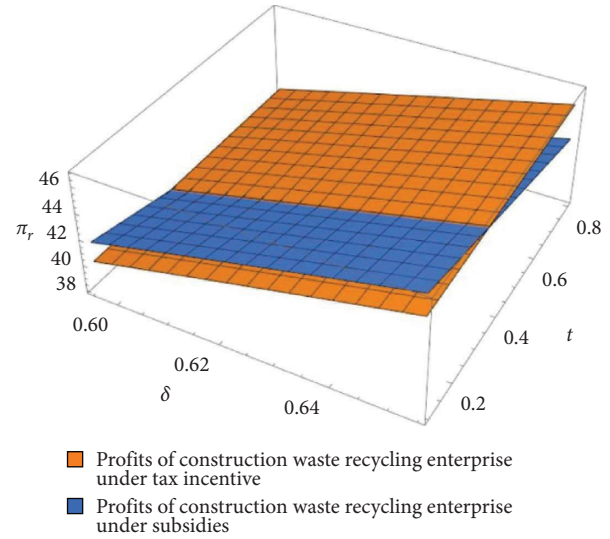 46
44
π_r
42
40
38
0.60
0.62
0.64
δ
0.8
0.6
t
0.4
0.2
Profits of construction waste recycling enterprise
under tax incentive
Profits of construction waste recycling enterprise
under subsidies